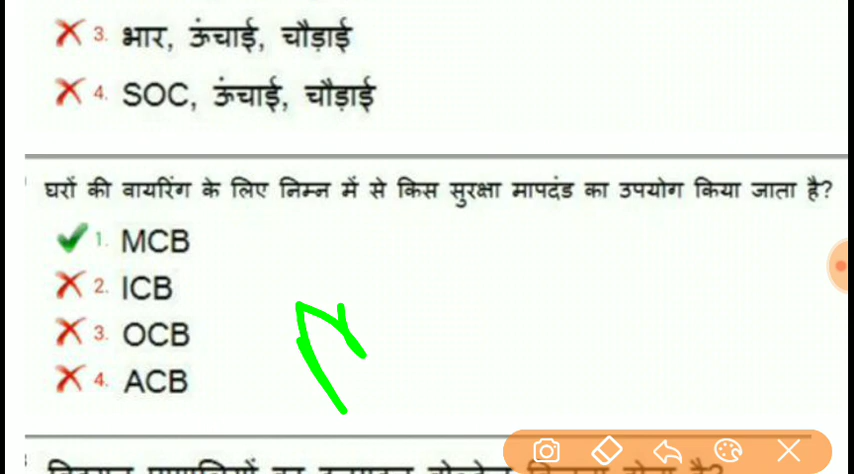 3. भार, ऊंचाई, चौड़ाई
4. SOC, ऊंचाई, चौड़ाई
घरों की वायरिंग के लिए निम्न में से किस सुरक्षा मापदंड का उपयोग किया जाता है?
1. MCB
2. ICB
3. OCB
4. ACB